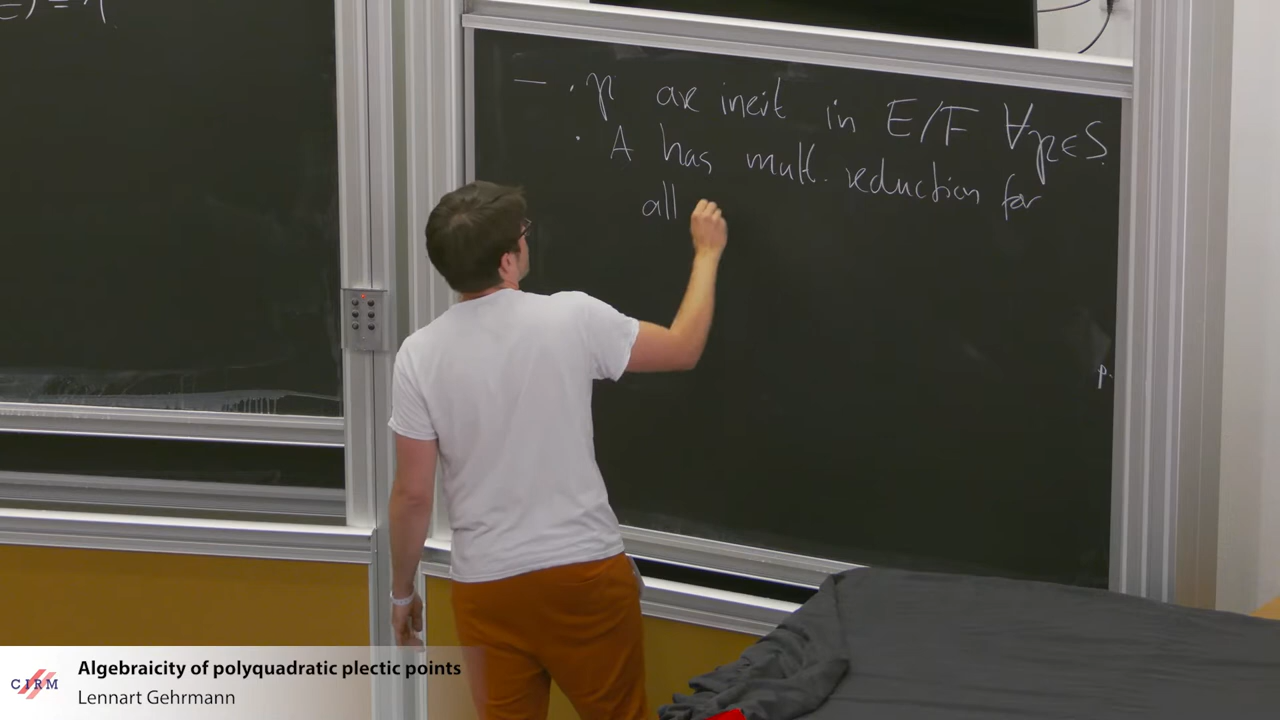 — · 𝔭 are inert in E/F ∀𝔭∈S.
· A has mult. reduction for
all
p.
CIRM
Algebraicity of polyquadratic plectic points
Lennart Gehrmann